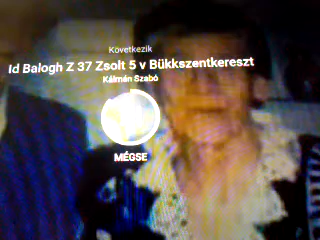 Következik
Id Balogh Z 37 Zsolt 5 v Bükkszentkereszt
Kálmán Szabó
MÉGSE